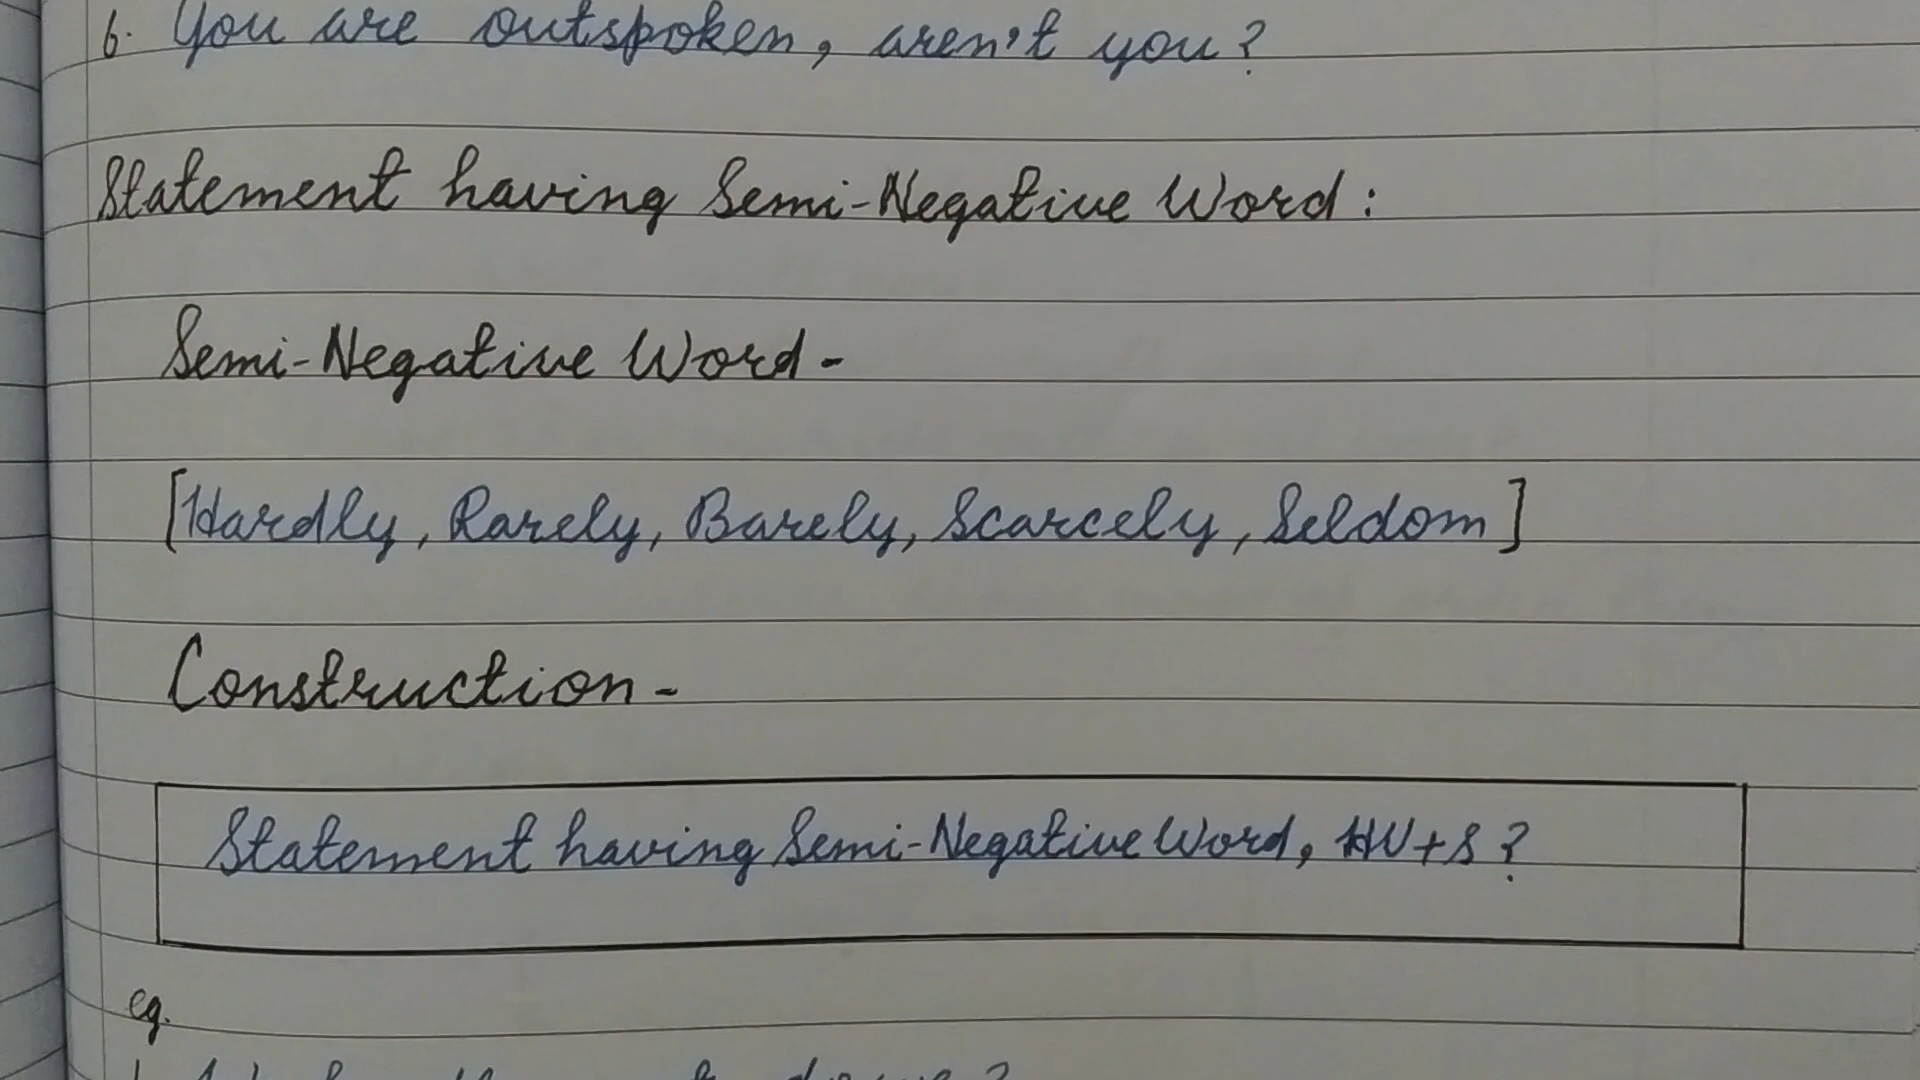 6. You are outspoken, aren't you?
Statement having Semi-Negative Word:
Semi-Negative Word-
[Hardly, Rarely, Barely, Scarcely, Seldom]
Construction-
Statement having Semi-Negative Word, HV+S?
eg.